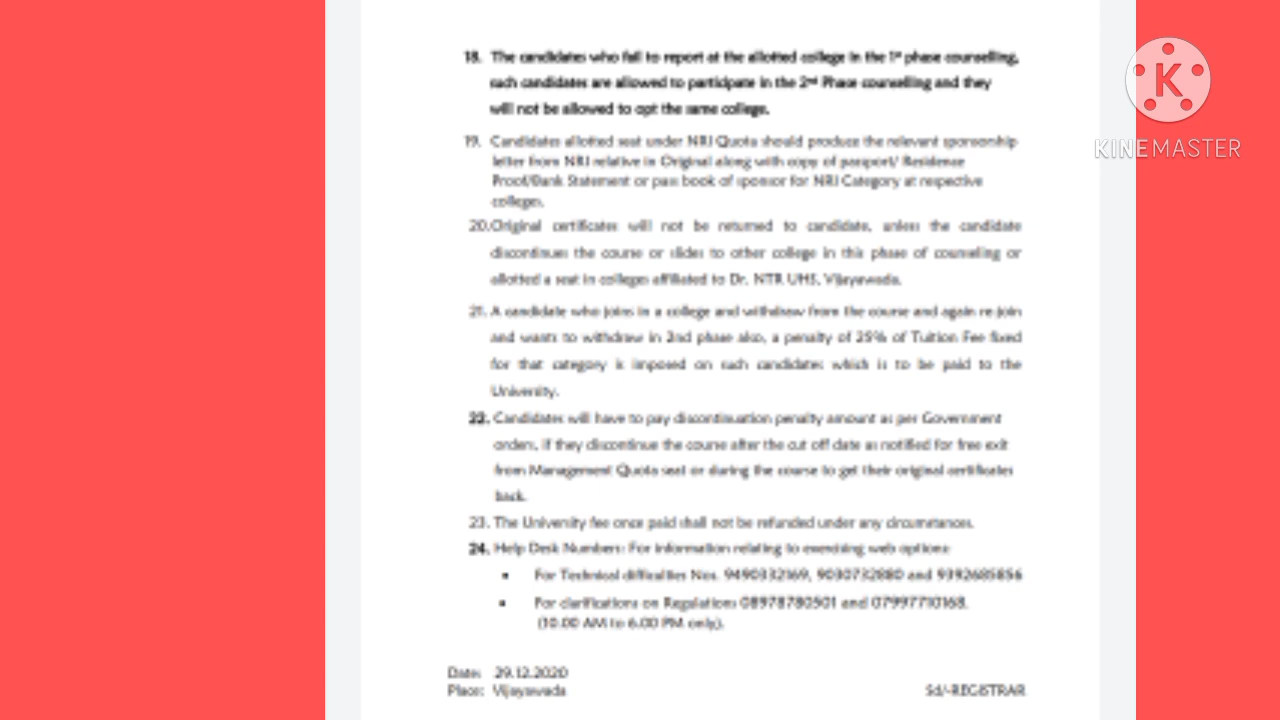 18. The candidates who fail to report at the allotted college in the 1st phase counselling,
such candidates are allowed to participate in the 2nd Phase counselling and they
will not be allowed to opt the same college.
19. Candidates allotted seat under NRI Quota should produce the relevant sponsorship
letter from NRI relative in Original along with copy of passport/ Residence
Proof/Bank Statement or pass book of sponsor for NRI Category at respective
colleges.
20.Original certificates will not be returned to candidate, unless the candidate
discontinues the course or slides to other college in this phase of counseling or
allotted a seat in colleges affiliated to Dr. NTR UHS, Vijayawada.
21. A candidate who joins in a college and withdraw from the course and again re-join
and wants to withdraw in 2nd phase also, a penalty of 25% of Tuition Fee fixed
for that category is imposed on such candidates which is to be paid to the
University.
22. Candidates will have to pay discontinuation penalty amount as per Government
orders, if they discontinue the course after the cut off date as notified for free exit
from Management Quota seat or during the course to get their original certificates
back.
23. The University fee once paid shall not be refunded under any circumstances.
24. Help Desk Numbers: For information relating to exercising web options:
• For Technical difficulties Nos. 9490332169, 9030732880 and 9392685856
• For clarifications on Regulations 08978780501 and 07997710168,
(10.00 AM to 6.00 PM only).
Date: 29.12.2020
Place: Vijayawada
Sd/-REGISTRAR
K
KINEMASTER